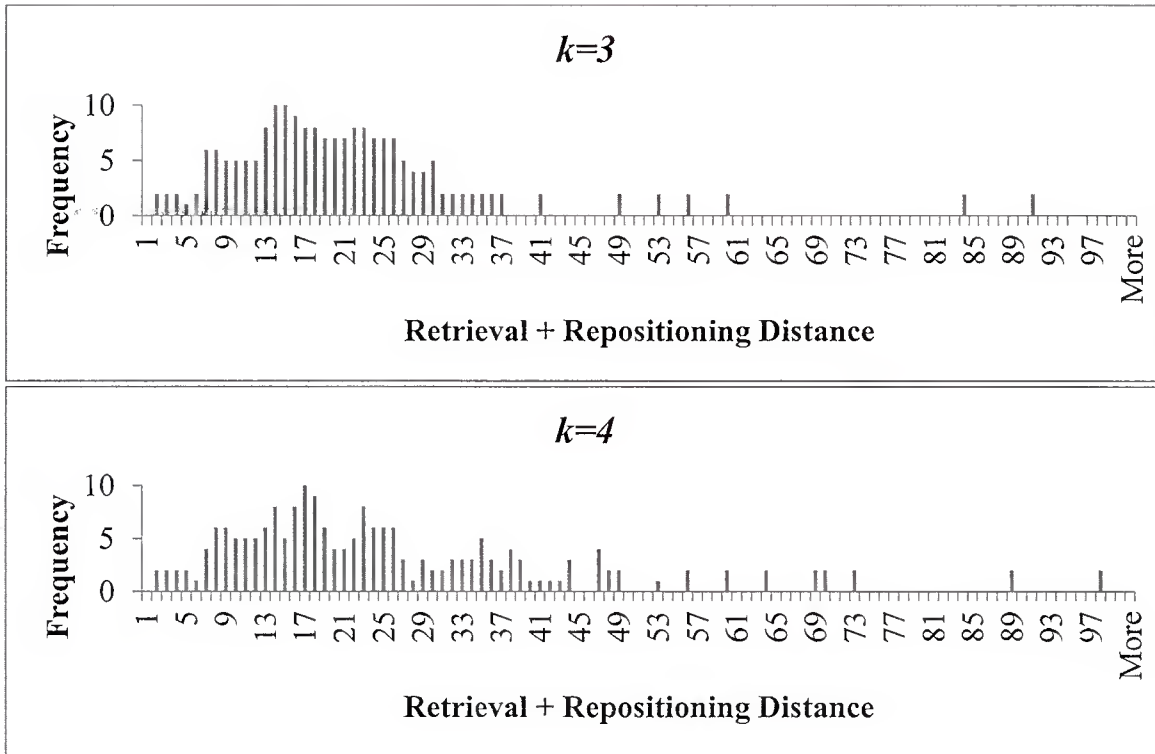 k=3
Frequency
10
5
0
1 5 9 13 17 21 25 29 33 37 41 45 49 53 57 61 65 69 73 77 81 85 89 93 97 More
Retrieval + Repositioning Distance
k=4
Frequency
10
5
0
1 5 9 13 17 21 25 29 33 37 41 45 49 53 57 61 65 69 73 77 81 85 89 93 97 More
Retrieval + Repositioning Distance